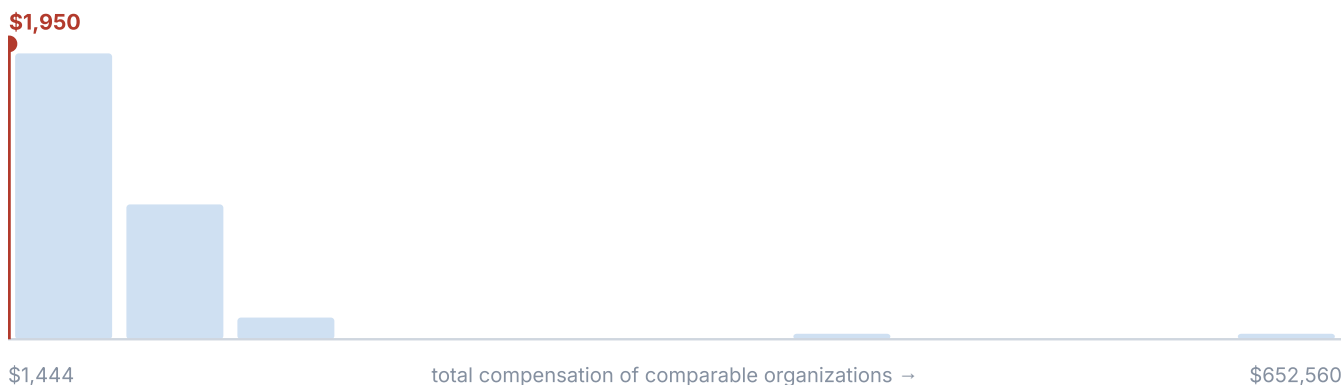 $1,950
$1,444 total compensation of comparable organizations → $652,560